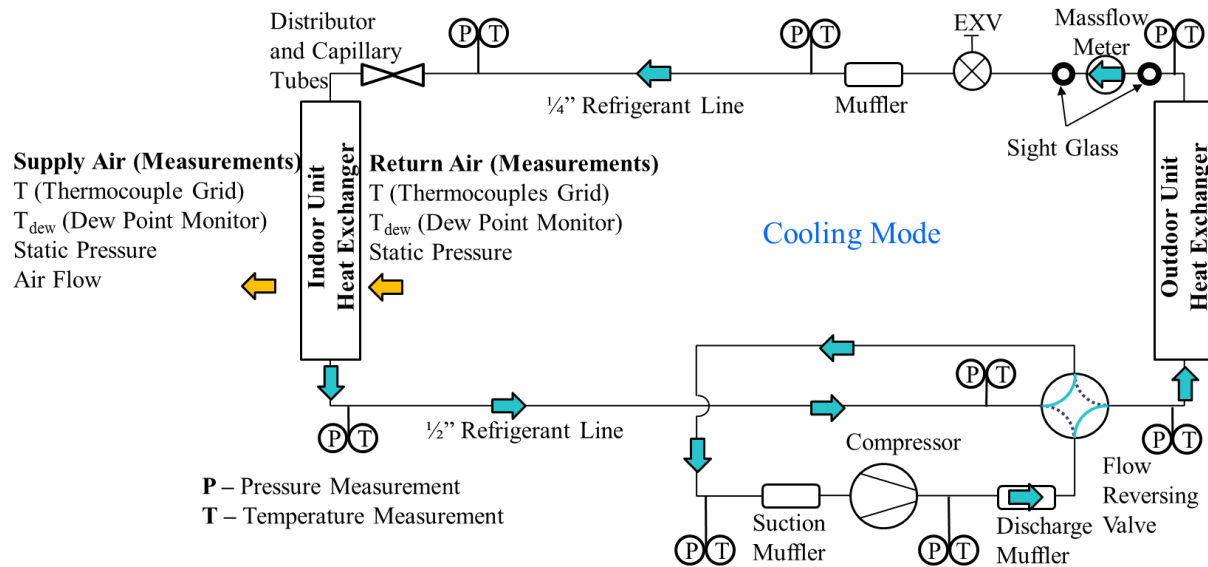 Distributor
and Capillary
Tubes
P T
P T
EXV
Massflow
Meter
P T
¼” Refrigerant Line
Muffler
Sight Glass
Supply Air (Measurements)
T (Thermocouple Grid)
Tdew (Dew Point Monitor)
Static Pressure
Air Flow
Indoor Unit
Heat Exchanger
Return Air (Measurements)
T (Thermocouples Grid)
Tdew (Dew Point Monitor)
Static Pressure
Cooling Mode
Outdoor Unit
Heat Exchanger
P T
P T
½” Refrigerant Line
P T
Compressor
Flow
Reversing
Valve
P – Pressure Measurement
T – Temperature Measurement
P T
Suction
Muffler
P T
Discharge
Muffler